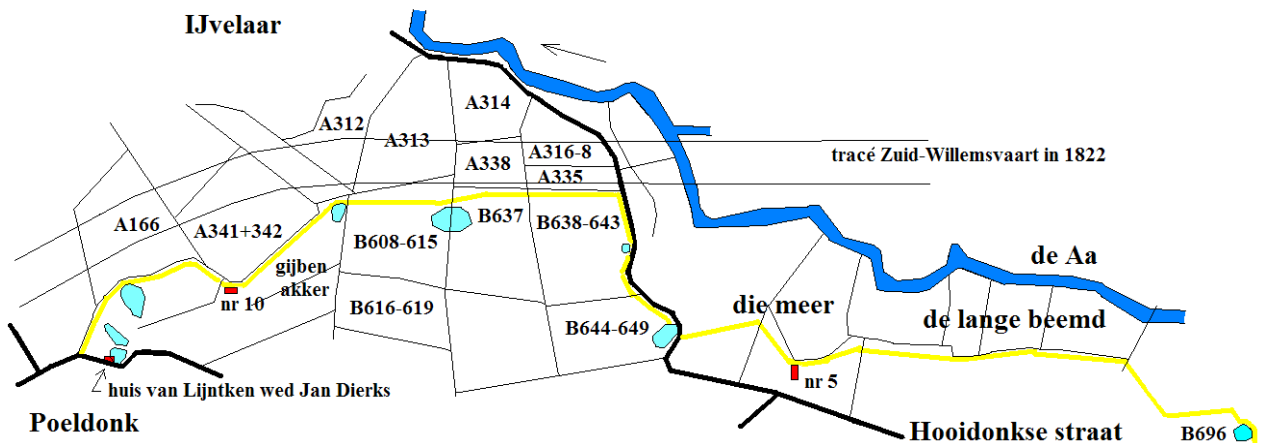 IJvelaar
A314
A312
A313
A316-8
tracé Zuid-Willemsvaart in 1822
A338
A335
A166
A341+342
B637
B638-643
B608-615
gijben
akker
de Aa
nr 10
B616-619
die meer
de lange beemd
B644-649
huis van Lijntken wed Jan Dierks
nr 5
Poeldonk
Hooidonkse straat
B696